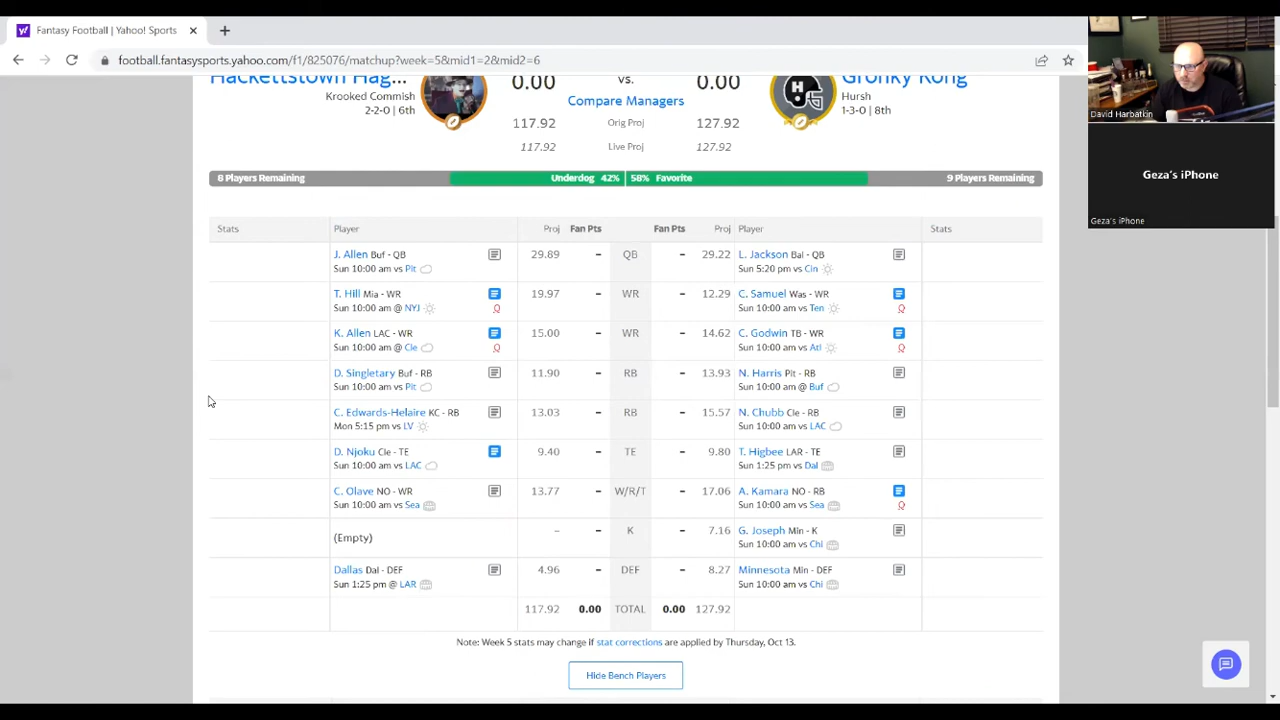 Fantasy Football | Yahoo! Sports
football.fantasysports.yahoo.com/f1/825076/matchup?week=5&mid1=2&mid2=6
Hackettstown Hag... 0.00 vs. 0.00 Gronky Kong
Krooked Commish Compare Managers Hursh
2-2-0 | 6th 1-3-0 | 8th
117.92 Orig Proj 127.92
117.92 Live Proj 127.92
8 Players Remaining Underdog 42% 58% Favorite 9 Players Remaining
Stats Player Proj Fan Pts Fan Pts Proj Player Stats
J. Allen Buf - QB 29.89 – QB – 29.22 L. Jackson Bal - QB
Sun 10:00 am vs Pit Sun 5:20 pm vs Cin
T. Hill Mia - WR 19.97 – WR – 12.29 C. Samuel Was - WR
Sun 10:00 am @ NYJ Q Sun 10:00 am vs Ten Q
K. Allen LAC - WR 15.00 – WR – 14.62 C. Godwin TB - WR
Sun 10:00 am @ Cle Q Sun 10:00 am vs Atl Q
D. Singletary Buf - RB 11.90 – RB – 13.93 N. Harris Pit - RB
Sun 10:00 am vs Pit Sun 10:00 am @ Buf
C. Edwards-Helaire KC - RB 13.03 – RB – 15.57 N. Chubb Cle - RB
Mon 5:15 pm vs LV Sun 10:00 am vs LAC
D. Njoku Cle - TE 9.40 – TE – 9.80 T. Higbee LAR - TE
Sun 10:00 am vs LAC Sun 1:25 pm vs Dal
C. Olave NO - WR 13.77 – W/R/T – 17.06 A. Kamara NO - RB
Sun 10:00 am vs Sea Sun 10:00 am vs Sea Q
(Empty) – – K – 7.16 G. Joseph Min - K
Sun 10:00 am vs Chi
Dallas Dal - DEF 4.96 – DEF – 8.27 Minnesota Min - DEF
Sun 1:25 pm @ LAR Sun 10:00 am vs Chi
117.92 0.00 TOTAL 0.00 127.92
Note: Week 5 stats may change if stat corrections are applied by Thursday, Oct 13.
Hide Bench Players
David Harbatkin
Geza's iPhone
Geza's iPhone